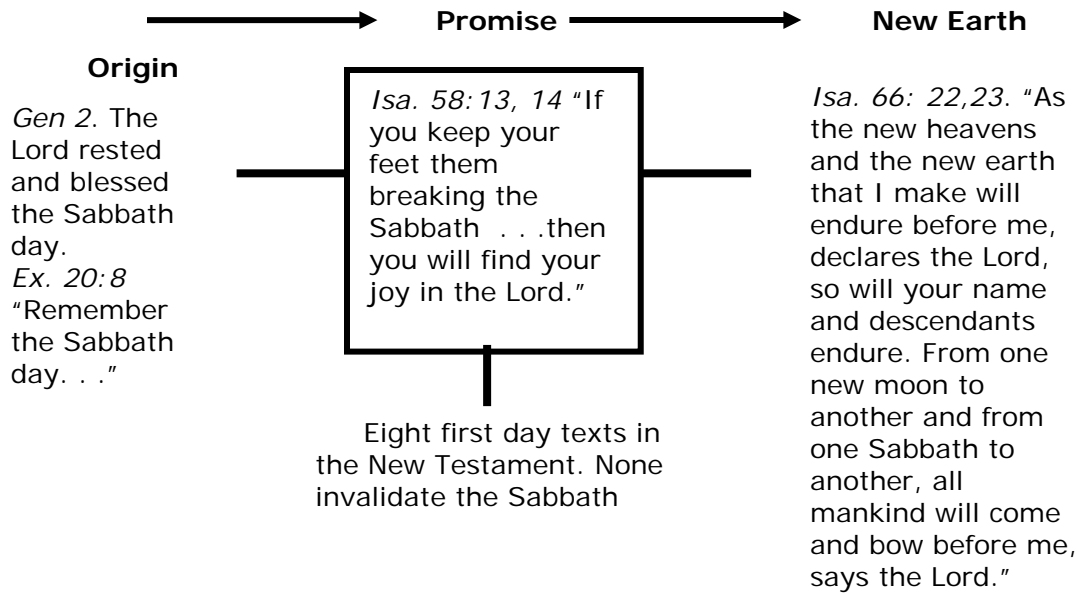 Promise
New Earth
Origin
Gen 2. The
Lord rested
and blessed
the Sabbath
day.
Ex. 20:8
"Remember
the Sabbath
day. . ."
Isa. 58:13, 14 "If
you keep your
feet them
breaking the
Sabbath . . .then
you will find your
joy in the Lord."
Eight first day texts in
the New Testament. None
invalidate the Sabbath
Isa. 66: 22,23. "As
the new heavens
and the new earth
that I make will
endure before me,
declares the Lord,
so will your name
and descendants
endure. From one
new moon to
another and from
one Sabbath to
another, all
mankind will come
and bow before me,
says the Lord."